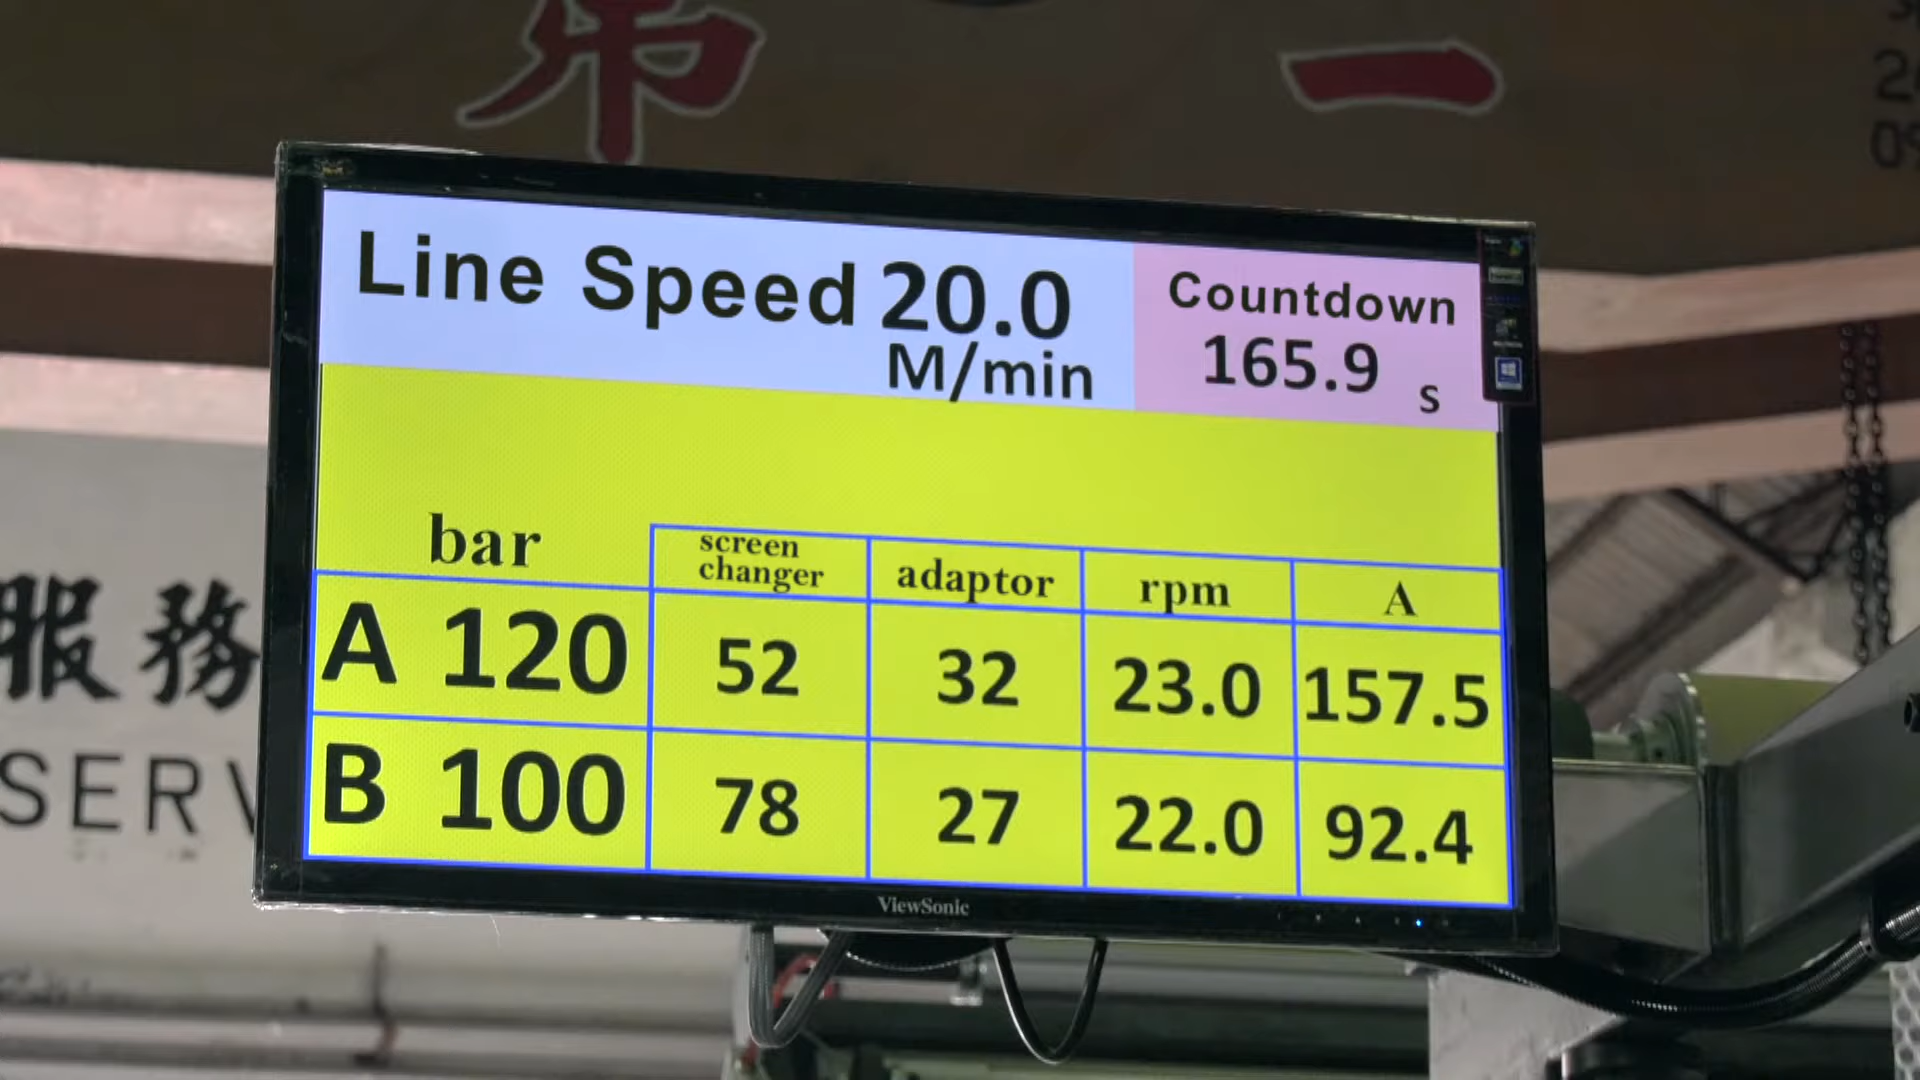 帛 一
Line Speed 20.0
M/min
Countdown
165.9 s
bar screen changer adaptor rpm A
A 120 52 32 23.0 157.5
B 100 78 27 22.0 92.4
ViewSonic
服務
SERV